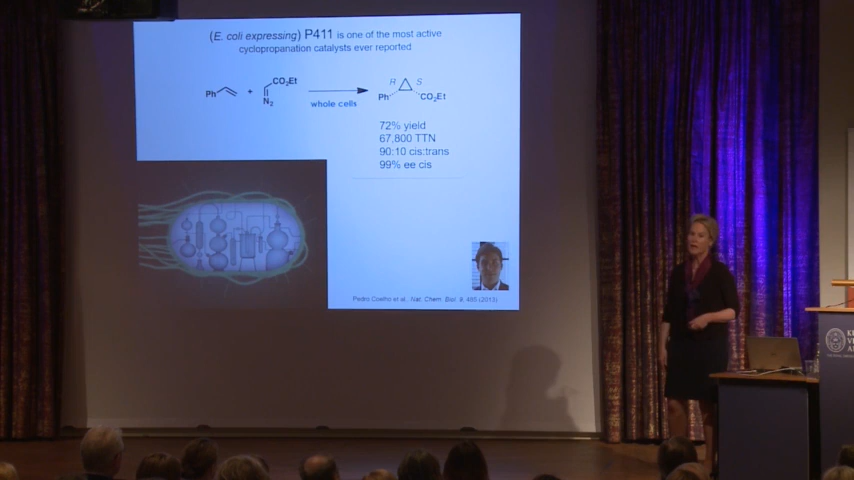 (E. coli expressing) P411 is one of the most active
cyclopropanation catalysts ever reported
Ph
+
CO₂Et
N₂
whole cells
R
S
Ph
CO₂Et
72% yield
67,800 TTN
90:10 cis:trans
99% ee cis
Pedro Coelho et al., Nat. Chem. Biol. 9, 485 (2013)